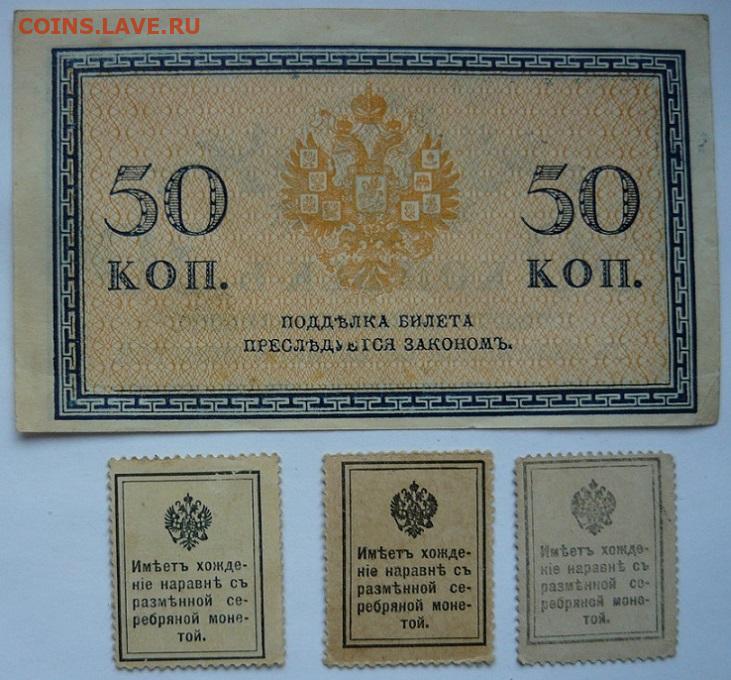 COINS.LAVE.RU
50 50
КОП. КОП.
ПОДДѢЛКА БИЛЕТА
ПРЕСЛѢДУЕТСЯ ЗАКОНОМЪ.
Имѣетъ хожде-
ніе наравнѣ съ
размѣнной се-
ребряной моне-
той.
Имѣетъ хожде-
ніе наравнѣ съ
размѣнной се-
ребряной моне-
той.
Имѣетъ хожде-
ніе наравнѣ съ
размѣнной се-
ребряной моне-
той.